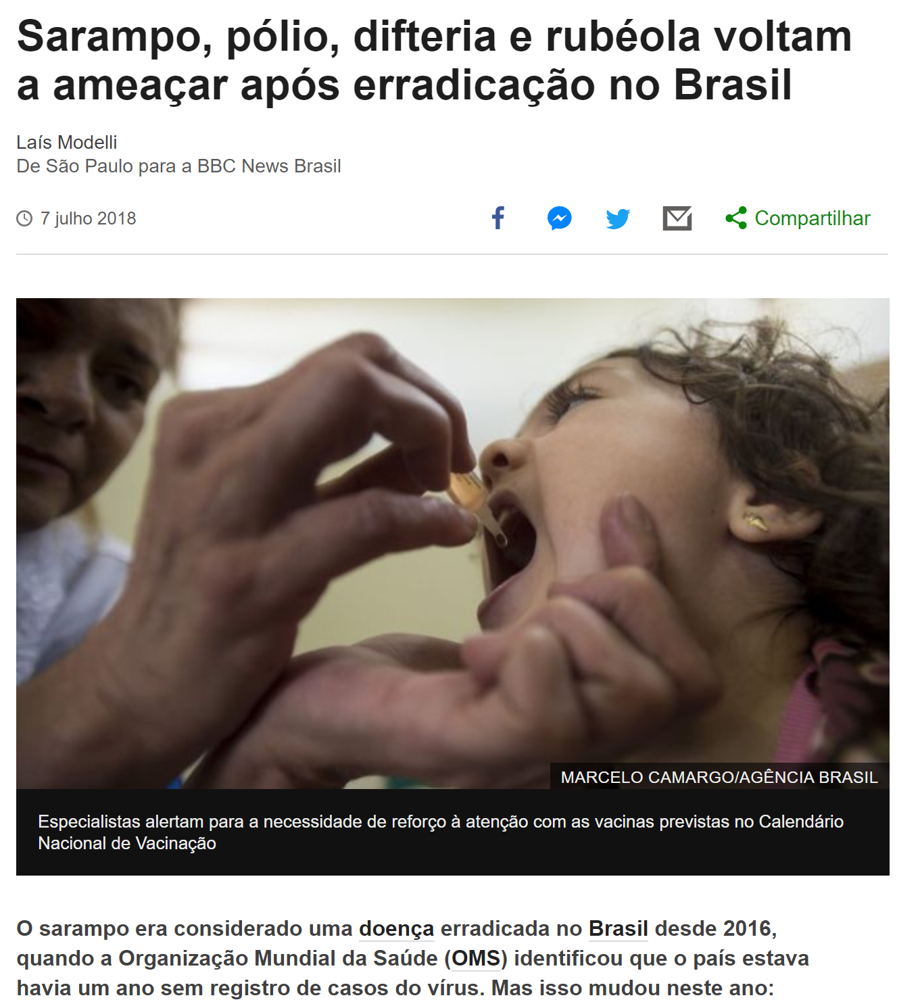 Sarampo, pólio, difteria e rubéola voltam
a ameaçar após erradicação no Brasil
Laís Modelli
De São Paulo para a BBC News Brasil
7 julho 2018
Compartilhar
MARCELO CAMARGO/AGÊNCIA BRASIL
Especialistas alertam para a necessidade de reforço à atenção com as vacinas previstas no Calendário
Nacional de Vacinação
O sarampo era considerado uma doença erradicada no Brasil desde 2016,
quando a Organização Mundial da Saúde (OMS) identificou que o país estava
havia um ano sem registro de casos do vírus. Mas isso mudou neste ano: